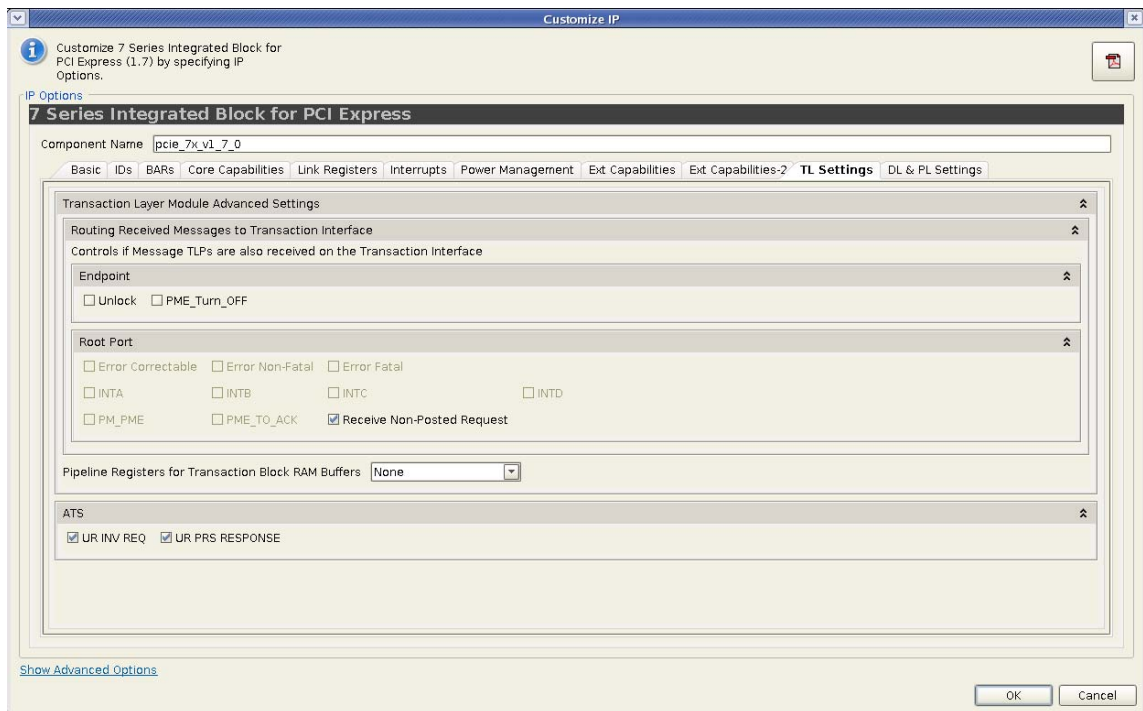 Customize IP
Customize 7 Series Integrated Block for
PCI Express (1.7) by specifying IP
Options.
IP Options
7 Series Integrated Block for PCI Express
Component Name pcie_7x_v1_7_0
Basic IDs BARs Core Capabilities Link Registers Interrupts Power Management Ext Capabilities Ext Capabilities-2 TL Settings DL & PL Settings
Transaction Layer Module Advanced Settings
Routing Received Messages to Transaction Interface
Controls if Message TLPs are also received on the Transaction Interface
Endpoint
Unlock PME_Turn_OFF
Root Port
Error Correctable Error Non-Fatal Error Fatal
INTA INTB INTC INTD
PM_PME PME_TO_ACK Receive Non-Posted Request
Pipeline Registers for Transaction Block RAM Buffers None
ATS
UR INV REQ UR PRS RESPONSE
Show Advanced Options
OK Cancel